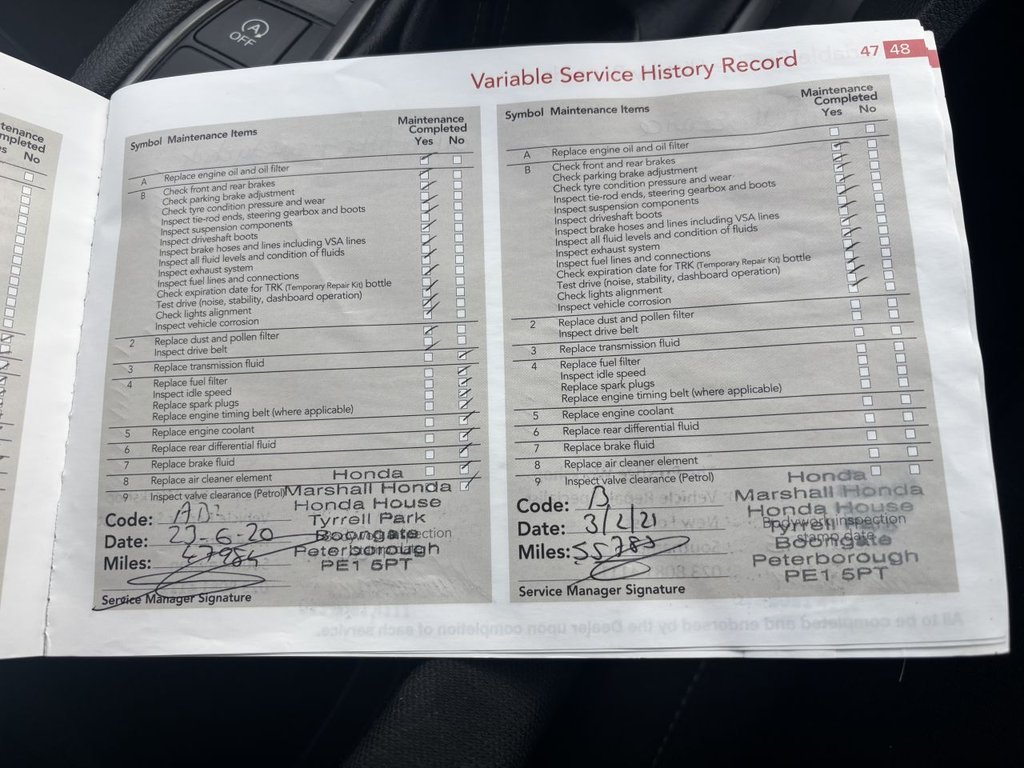 OFF
Variable Service History Record
47 48
tenance
mpleted
es No
Symbol Maintenance Items
Maintenance
Completed
Yes No
A Replace engine oil and oil filter
B Check front and rear brakes
Check parking brake adjustment
Check tyre condition pressure and wear
Inspect tie-rod ends, steering gearbox and boots
Inspect suspension components
Inspect driveshaft boots
Inspect brake hoses and lines including VSA lines
Inspect all fluid levels and condition of fluids
Inspect exhaust system
Inspect fuel lines and connections
Check expiration date for TRK (Temporary Repair Kit) bottle
Test drive (noise, stability, dashboard operation)
Check lights alignment
Inspect vehicle corrosion
2 Replace dust and pollen filter
Inspect drive belt
3 Replace transmission fluid
4 Replace fuel filter
Inspect idle speed
Replace spark plugs
Replace engine timing belt (where applicable)
5 Replace engine coolant
6 Replace rear differential fluid
7 Replace brake fluid
8 Replace air cleaner element
9 Inspect valve clearance (Petrol)
Honda
Marshall Honda
Honda House
Tyrrell Park
Boongate
Peterborough
PE1 5PT
Code: AB2
Date: 23-6-20
Miles: 47984
Service Manager Signature
Symbol Maintenance Items
Maintenance
Completed
Yes No
A Replace engine oil and oil filter
B Check front and rear brakes
Check parking brake adjustment
Check tyre condition pressure and wear
Inspect tie-rod ends, steering gearbox and boots
Inspect suspension components
Inspect driveshaft boots
Inspect brake hoses and lines including VSA lines
Inspect all fluid levels and condition of fluids
Inspect exhaust system
Inspect fuel lines and connections
Check expiration date for TRK (Temporary Repair Kit) bottle
Test drive (noise, stability, dashboard operation)
Check lights alignment
Inspect vehicle corrosion
2 Replace dust and pollen filter
Inspect drive belt
3 Replace transmission fluid
4 Replace fuel filter
Inspect idle speed
Replace spark plugs
Replace engine timing belt (where applicable)
5 Replace engine coolant
6 Replace rear differential fluid
7 Replace brake fluid
8 Replace air cleaner element
9 Inspect valve clearance (Petrol)
Honda
Marshall Honda
Honda House
Bodywork inspection
Tyrrell Park
stamp date
Boongate
Peterborough
PE1 5PT
Code: B
Date: 3/2/21
Miles: 55783
Service Manager Signature